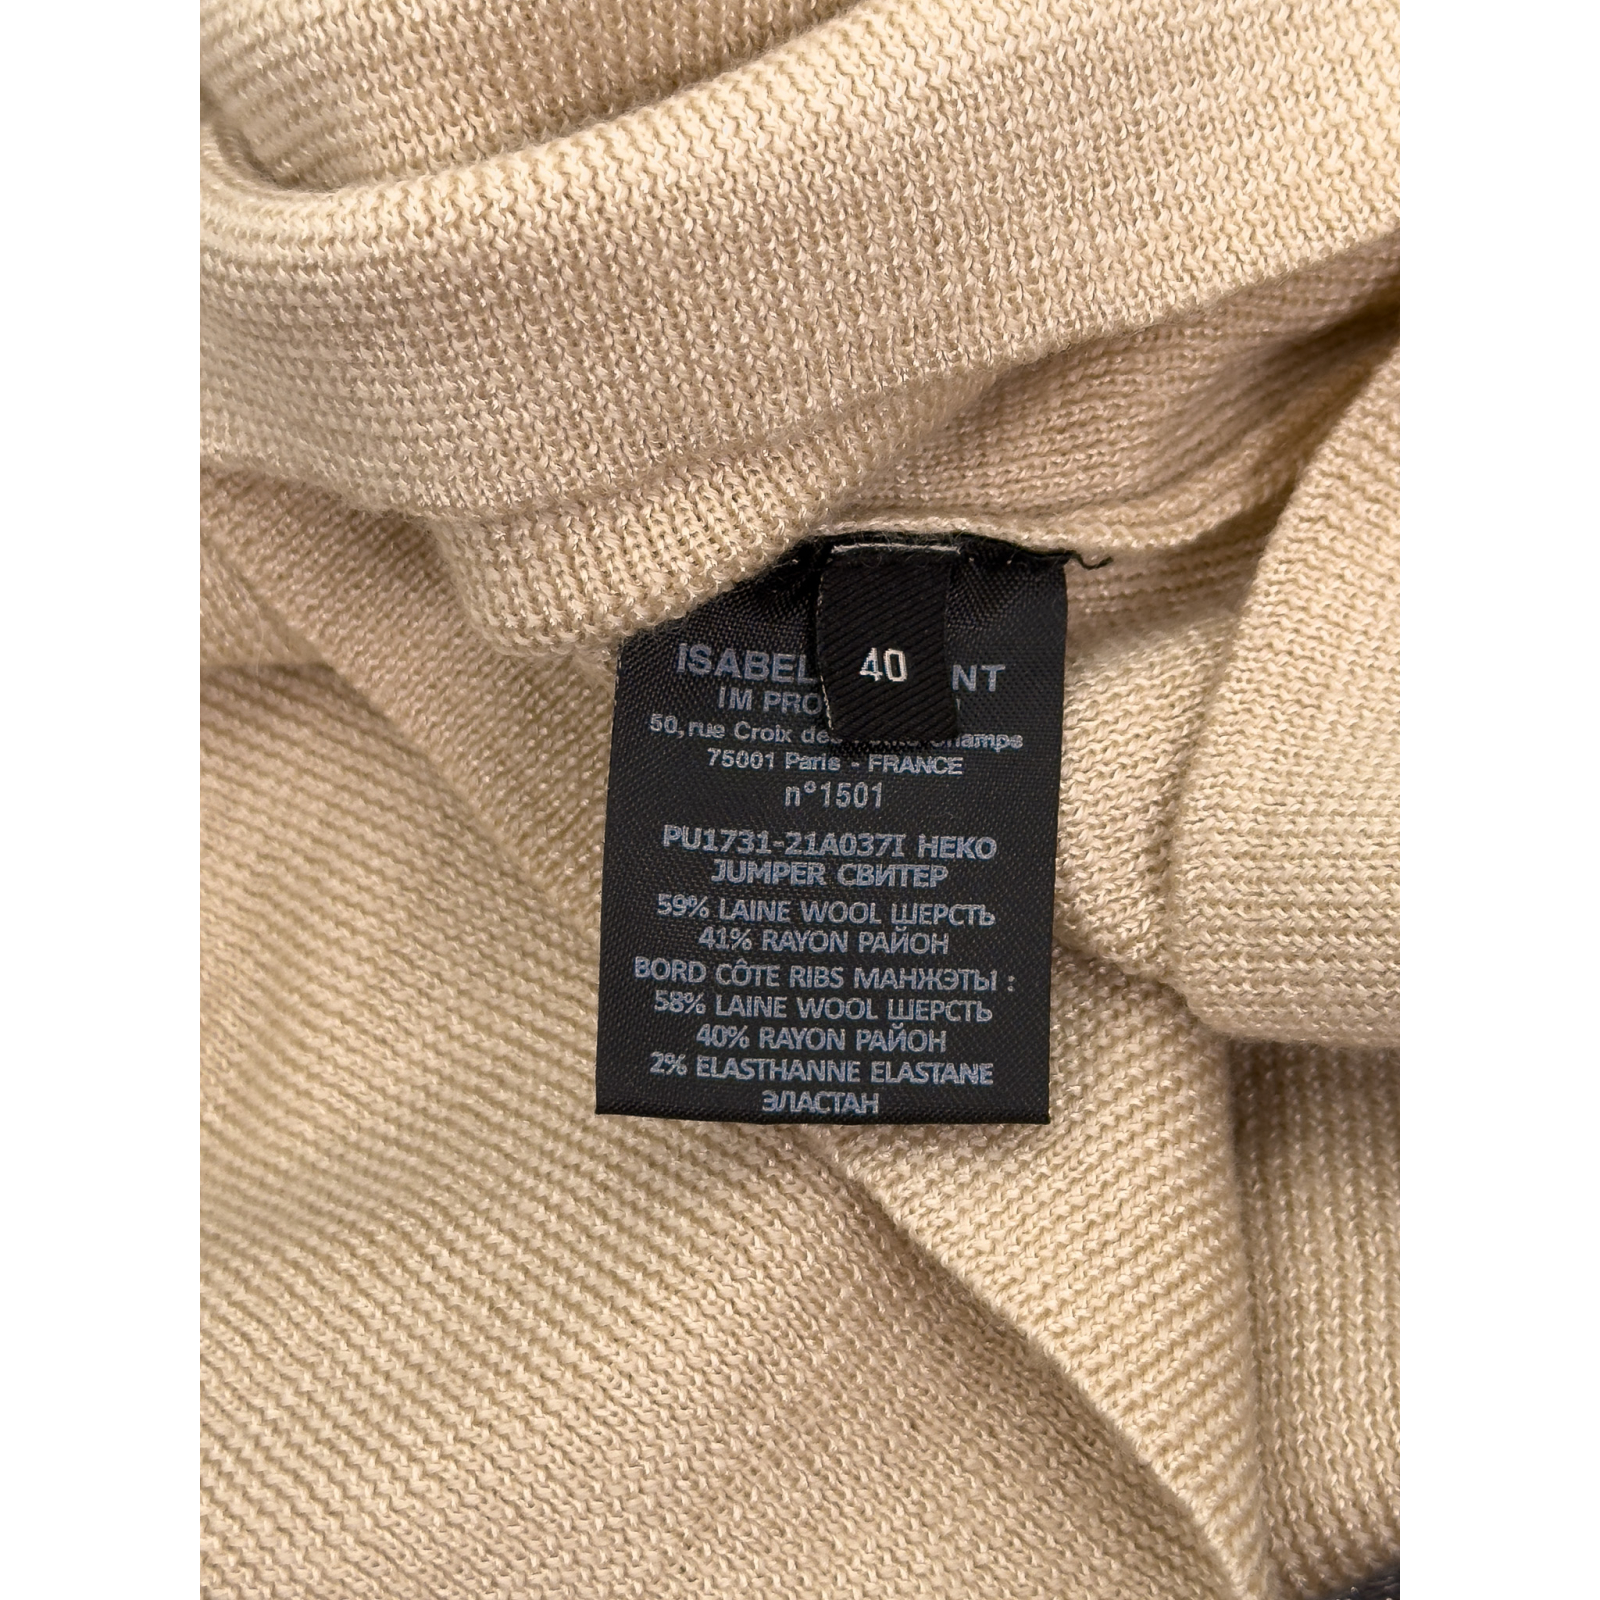 40
ISABEL NT
IM PRO
50, rue Croix des Champs
75001 Paris - FRANCE
n°1501
PU1731-21A037I HEKO
JUMPER СВИТЕР
59% LAINE WOOL ШЕРСТЬ
41% RAYON РАЙОН
BORD CÔTE RIBS МАНЖЭТЫ :
58% LAINE WOOL ШЕРСТЬ
40% RAYON РАЙОН
2% ELASTHANNE ELASTANE
ЭЛАСТАН